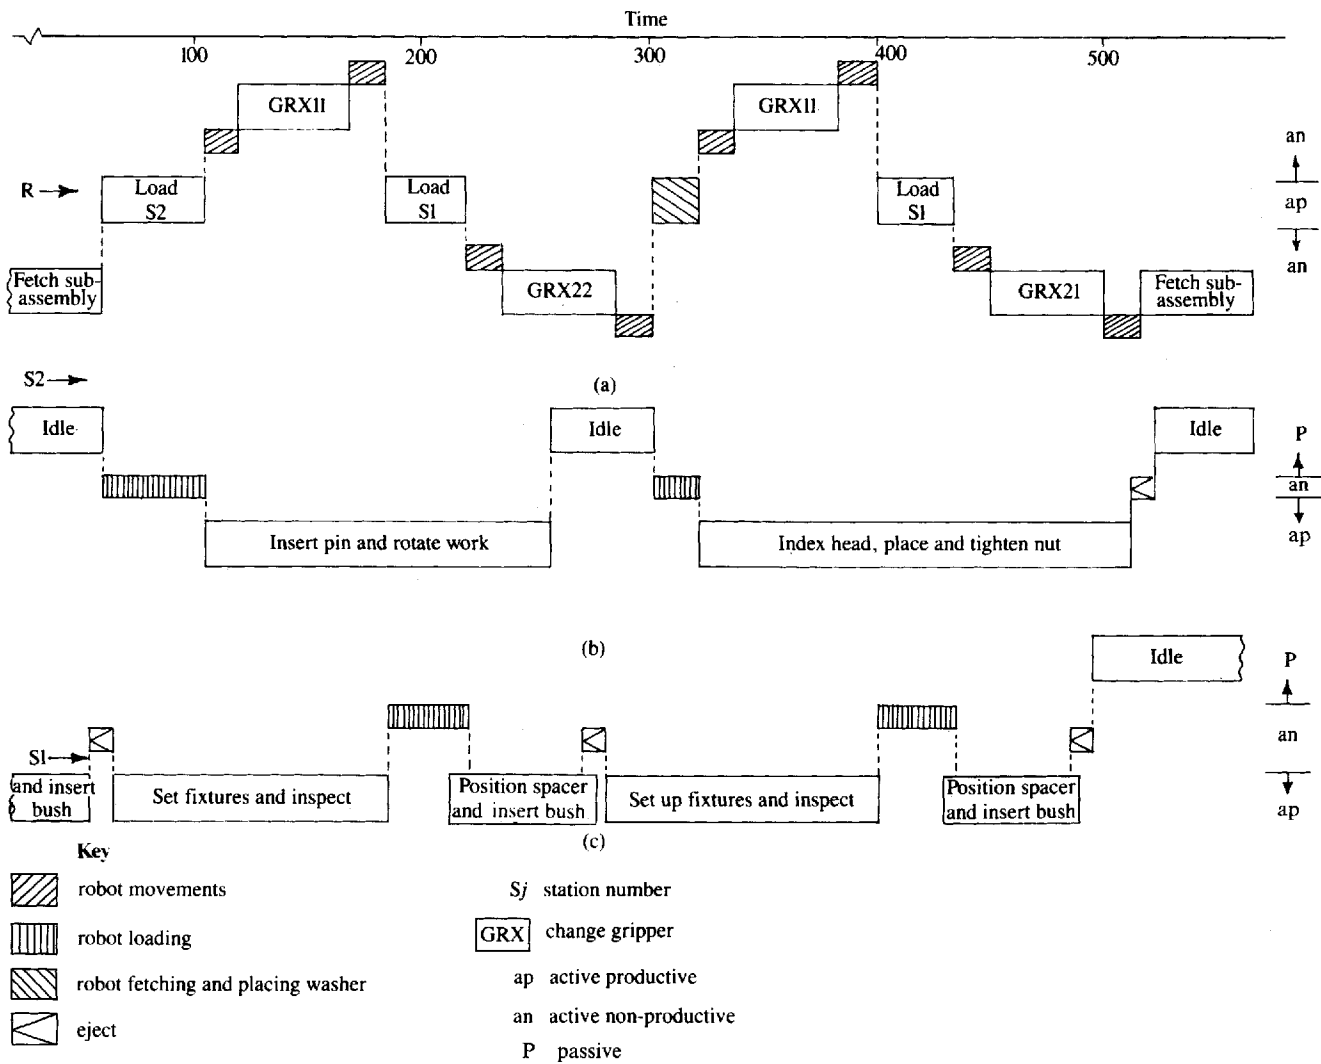 Time
100 200 300 400 500
GRX11 GRX11
an
R Load S2 Load S1 Load S1 ap
an
Fetch sub-assembly GRX22 GRX21 Fetch sub-assembly
S2
(a)
Idle Idle Idle P
an
Insert pin and rotate work Index head, place and tighten nut ap
(b)
Idle P
an
S1
and insert bush Set fixtures and inspect Position spacer and insert bush Set up fixtures and inspect Position spacer and insert bush ap
(c)
Key
robot movements
robot loading
robot fetching and placing washer
eject
Sj station number
GRX change gripper
ap active productive
an active non-productive
P passive